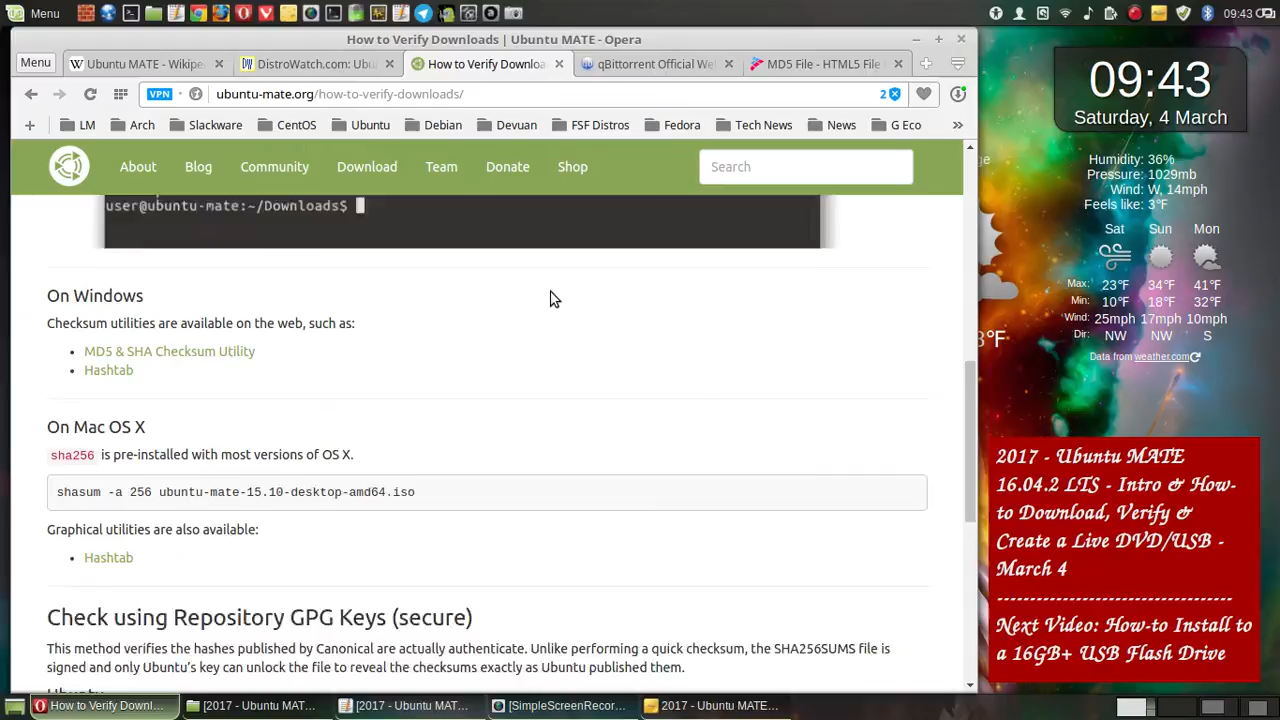 Menu
09:43
How to Verify Downloads | Ubuntu MATE - Opera
Menu
Ubuntu MATE - Wikipe
DistroWatch.com: Ubu
How to Verify Downloa
qBittorrent Official We
MD5 File - HTML5 File
VPN
ubuntu-mate.org/how-to-verify-downloads/
2
LM
Arch
Slackware
CentOS
Ubuntu
Debian
Devuan
FSF Distros
Fedora
Tech News
News
G Eco
»
About
Blog
Community
Download
Team
Donate
Shop
Search
user@ubuntu-mate:~/Downloads$
On Windows
Checksum utilities are available on the web, such as:
• MD5 & SHA Checksum Utility
• Hashtab
On Mac OS X
sha256 is pre-installed with most versions of OS X.
shasum -a 256 ubuntu-mate-15.10-desktop-amd64.iso
Graphical utilities are also available:
• Hashtab
Check using Repository GPG Keys (secure)
This method verifies the hashes published by Canonical are actually authenticate. Unlike performing a quick checksum, the SHA256SUMS file is
signed and only Ubuntu's key can unlock the file to reveal the checksums exactly as Ubuntu published them.
Ubuntu
09:43
Saturday, 4 March
Humidity: 36%
Pressure: 1029mb
Wind: W, 14mph
Feels like: 3°F
3°F
Sat Sun Mon
Max: 23°F 34°F 41°F
Min: 10°F 18°F 32°F
Wind: 25mph 17mph 10mph
Dir: NW NW S
Data from weather.com
2017 - Ubuntu MATE
16.04.2 LTS - Intro & How-
to Download, Verify &
Create a Live DVD/USB -
March 4
----------------------------------
Next Video: How-to Install to
a 16GB+ USB Flash Drive
How to Verify Downl...
[2017 - Ubuntu MAT...
[2017 - Ubuntu MAT...
[SimpleScreenRecor...
2017 - Ubuntu MATE...